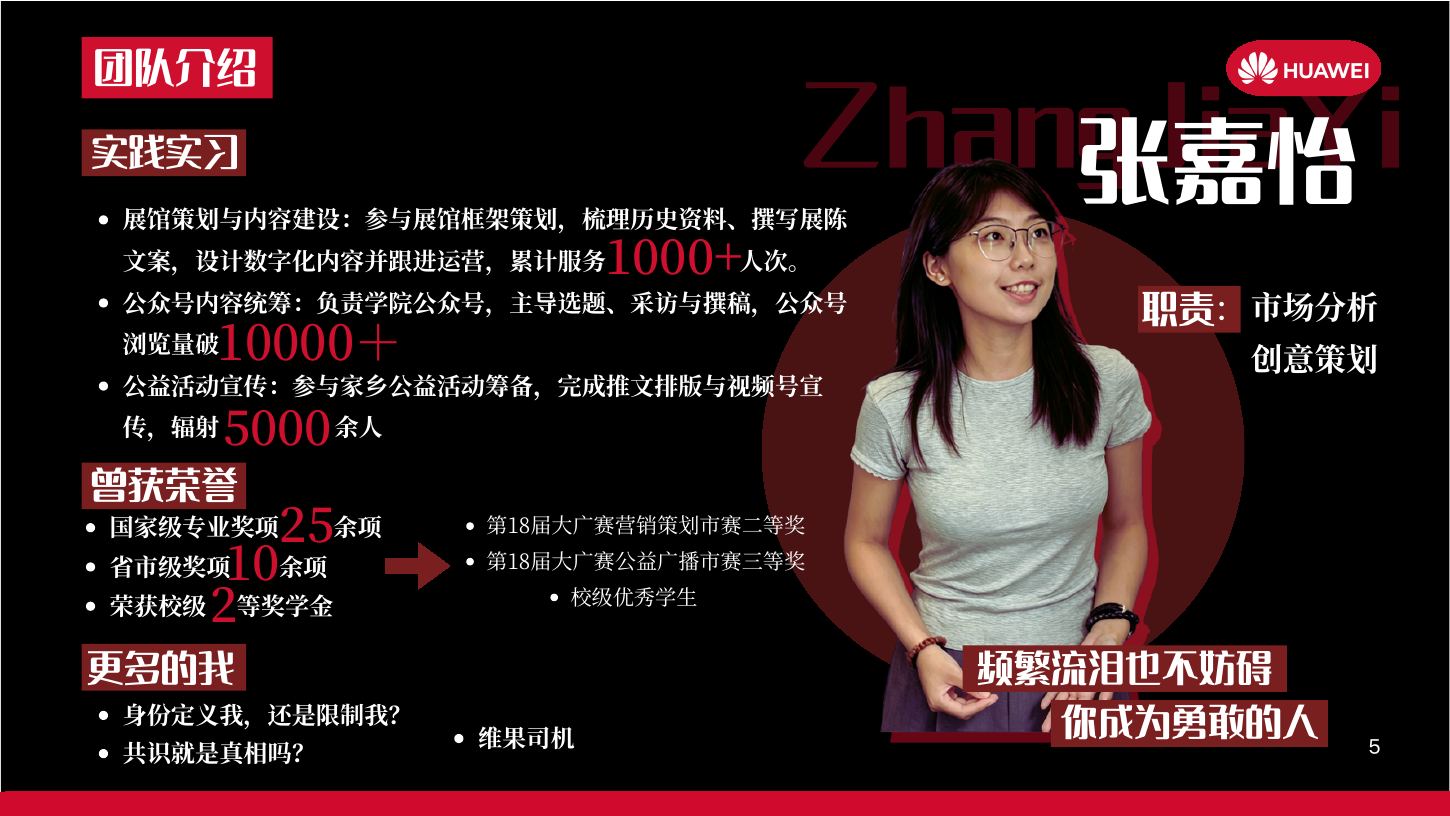 团队介绍
HUAWEI
Zhang JiaYi
张嘉怡
实践实习
展馆策划与内容建设：参与展馆框架策划，梳理历史资料、撰写展陈
文案，设计数字化内容并跟进运营，累计服务1000+人次。
公众号内容统筹：负责学院公众号，主导选题、采访与撰稿，公众号
浏览量破10000＋
公益活动宣传：参与家乡公益活动筹备，完成推文排版与视频号宣
传，辐射5000余人
职责：市场分析
创意策划
曾获荣誉
国家级专业奖项25余项
省市级奖项10余项
荣获校级2等奖学金
第18届大广赛营销策划市赛二等奖
第18届大广赛公益广播市赛三等奖
校级优秀学生
更多的我
身份定义我，还是限制我？
共识就是真相吗？
维果司机
频繁流泪也不妨碍
你成为勇敢的人
5